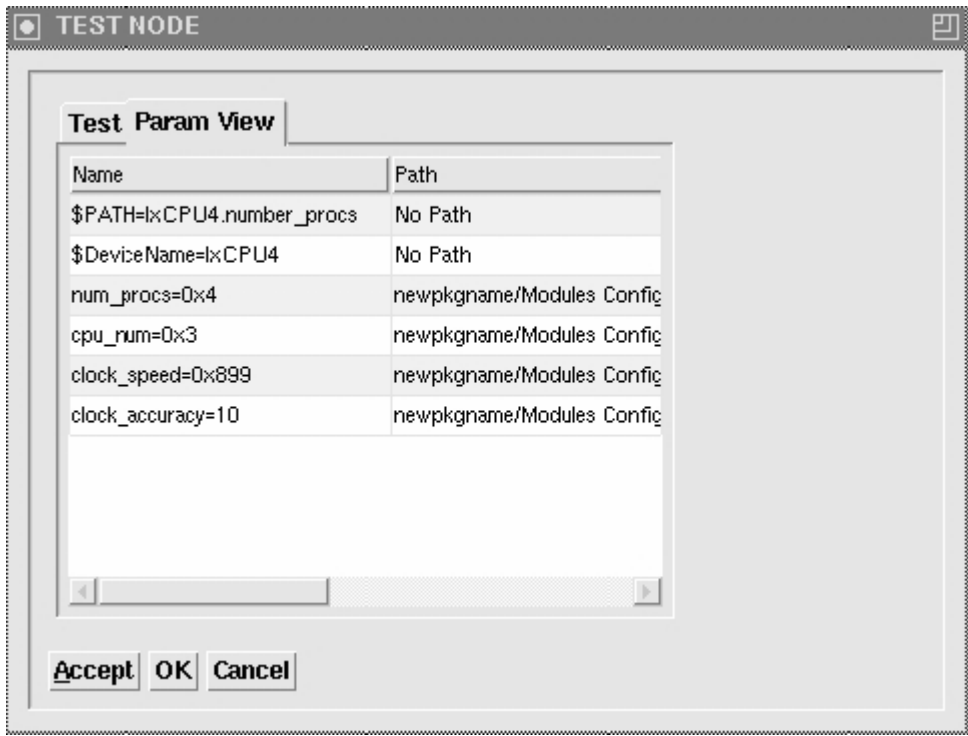 TEST NODE
Test Param View
Name Path
$PATH=lxCPU4.number_procs No Path
$DeviceName=lxCPU4 No Path
num_procs=0x4 newpkgname/Modules Config
cpu_num=0x3 newpkgname/Modules Config
clock_speed=0x899 newpkgname/Modules Config
clock_accuracy=10 newpkgname/Modules Config
Accept OK Cancel